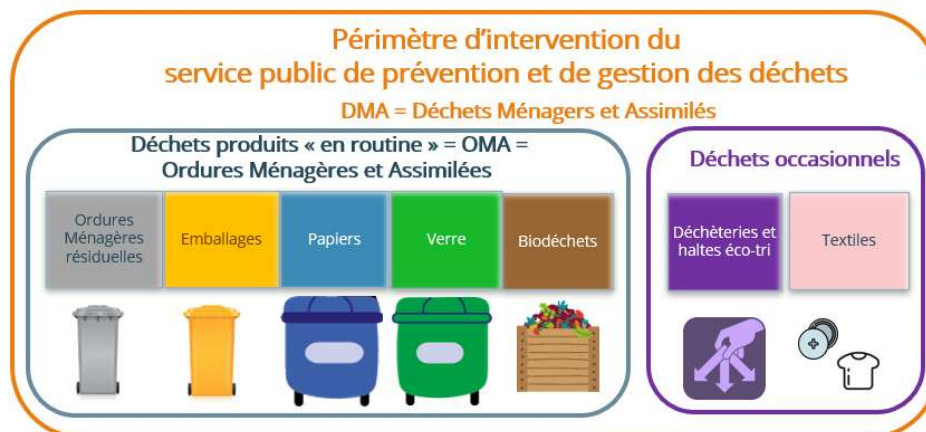 Périmètre d’intervention du
service public de prévention et de gestion des déchets
DMA = Déchets Ménagers et Assimilés
Déchets produits « en routine » = OMA =
Ordures Ménagères et Assimilées
Ordures
Ménagères
résiduelles
Emballages
Papiers
Verre
Biodéchets
Déchets occasionnels
Déchèteries et
haltes éco-tri
Textiles